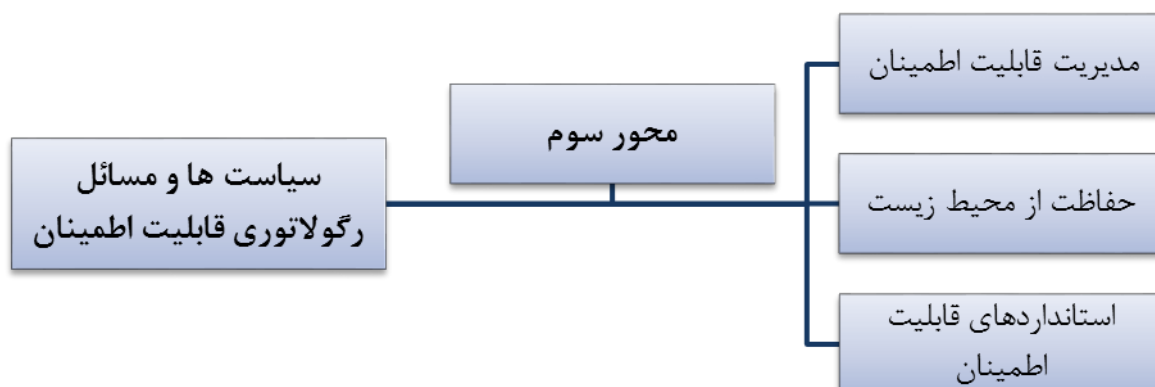 محور سوم
سیاست ها و مسائل
رگولاتوری قابلیت اطمینان
مدیریت قابلیت اطمینان
حفاظت از محیط زیست
استانداردهای قابلیت
اطمینان